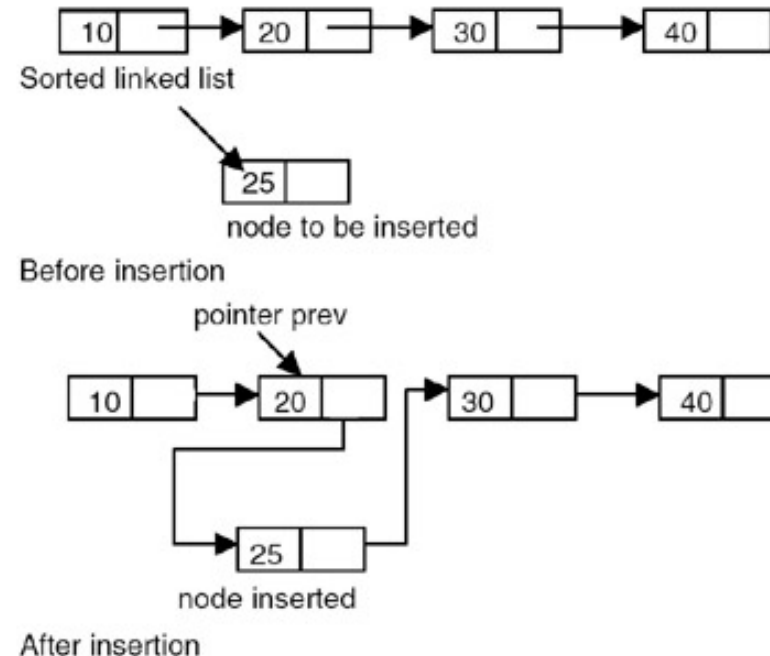 10 20 30 40
Sorted linked list
25
node to be inserted
Before insertion
pointer prev
10 20 30 40
25
node inserted
After insertion